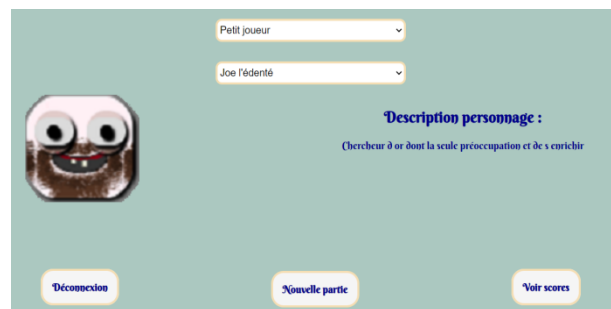 Petit joueur
Joe l'édenté
Description personnage :
Chercheur d or dont la seule préoccupation et de s enrichir
Déconnexion
Nouvelle partie
Voir scores